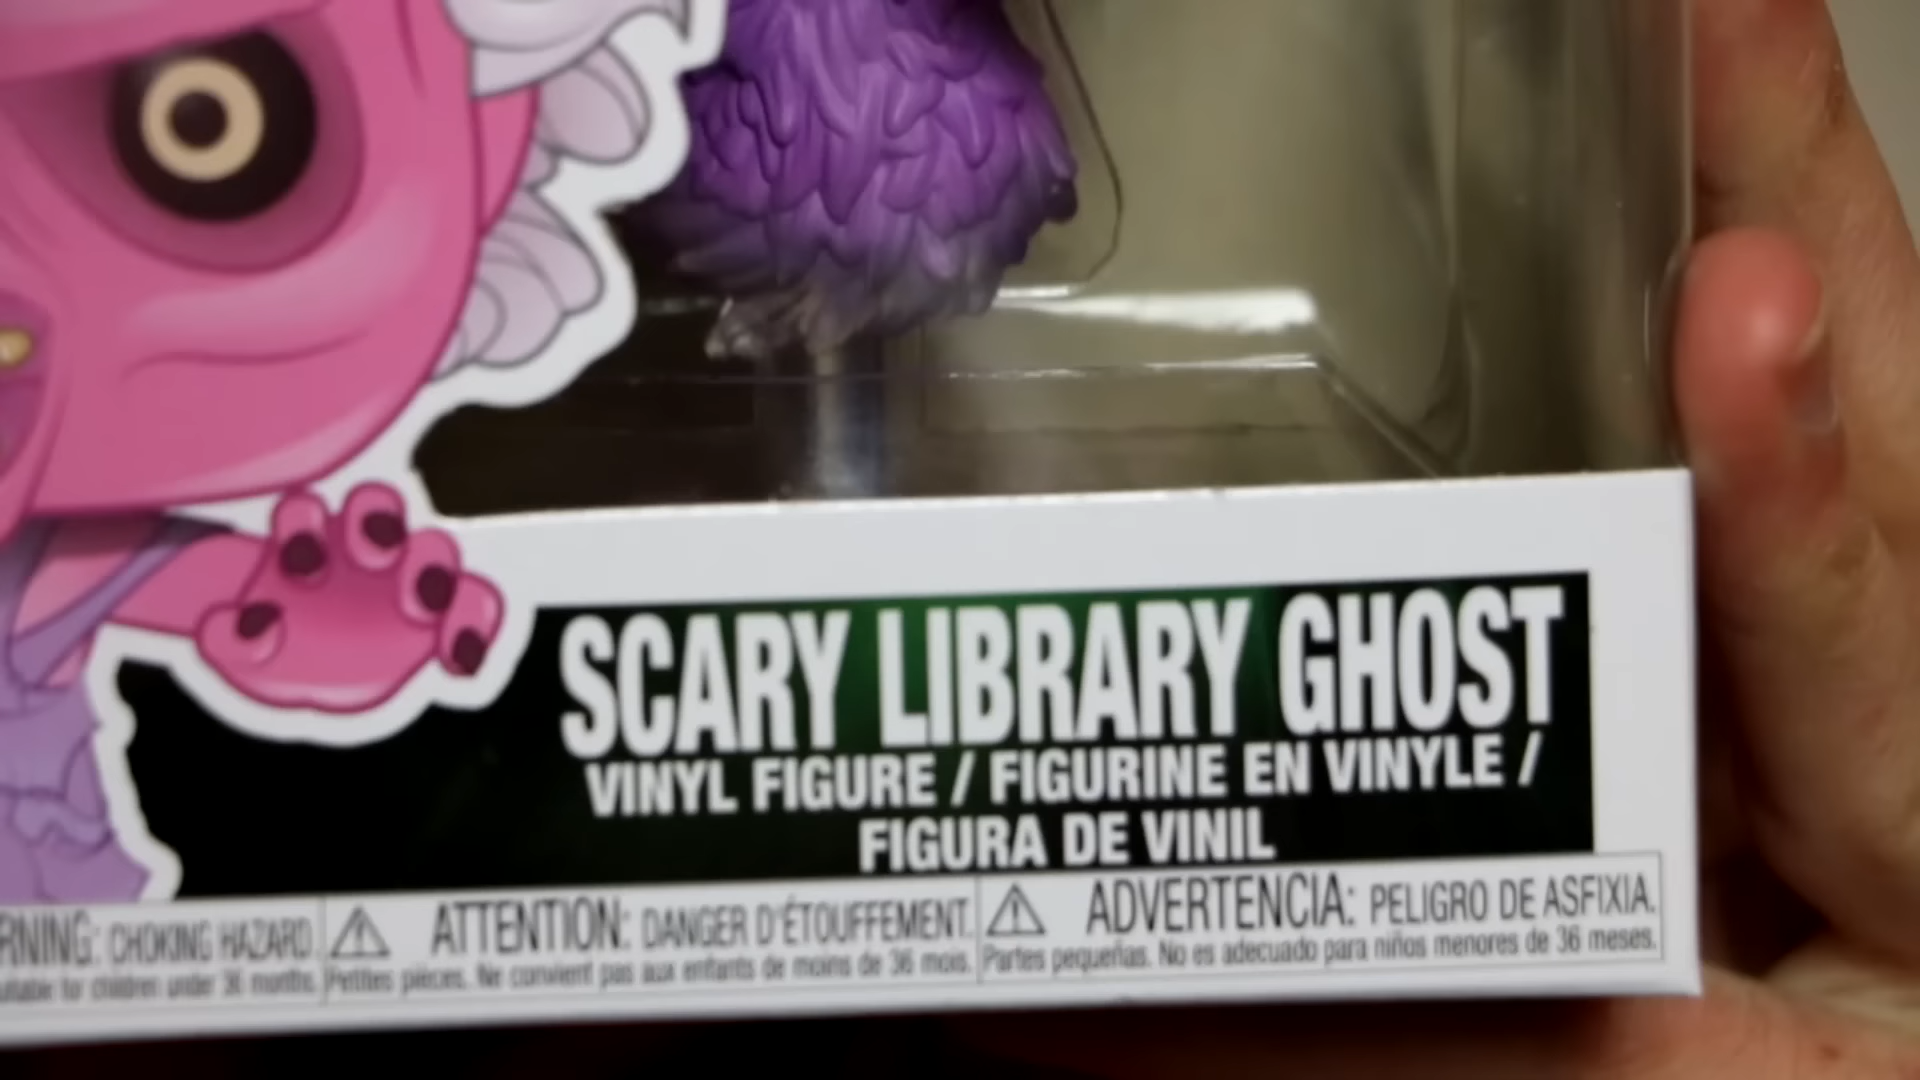 SCARY LIBRARY GHOST
VINYL FIGURE / FIGURINE EN VINYLE /
FIGURA DE VINIL
RNING: CHOKING HAZARD. ⚠ ATTENTION: DANGER D'ÉTOUFFEMENT. ⚠ ADVERTENCIA: PELIGRO DE ASFIXIA.
for children under 36 months. Petites pièces. Ne convient pas aux enfants de moins de 36 mois. Partes pequeñas. No es adecuado para niños menores de 36 meses.